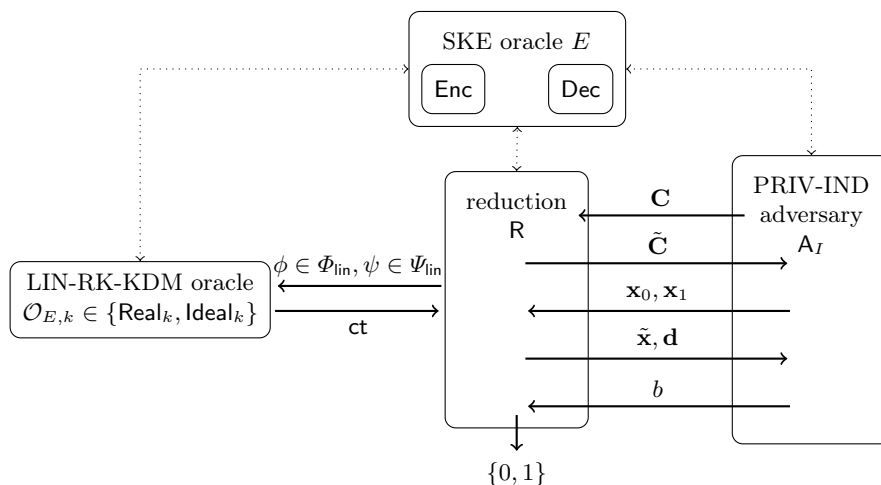 SKE oracle E
Enc
Dec
PRIV-IND
adversary
A_I
reduction
R
C
C̃
LIN-RK-KDM oracle
O_{E,k} ∈ {Real_k, Ideal_k}
ϕ ∈ Φ_lin, ψ ∈ Ψ_lin
ct
x_0, x_1
x̃, d
b
{0, 1}